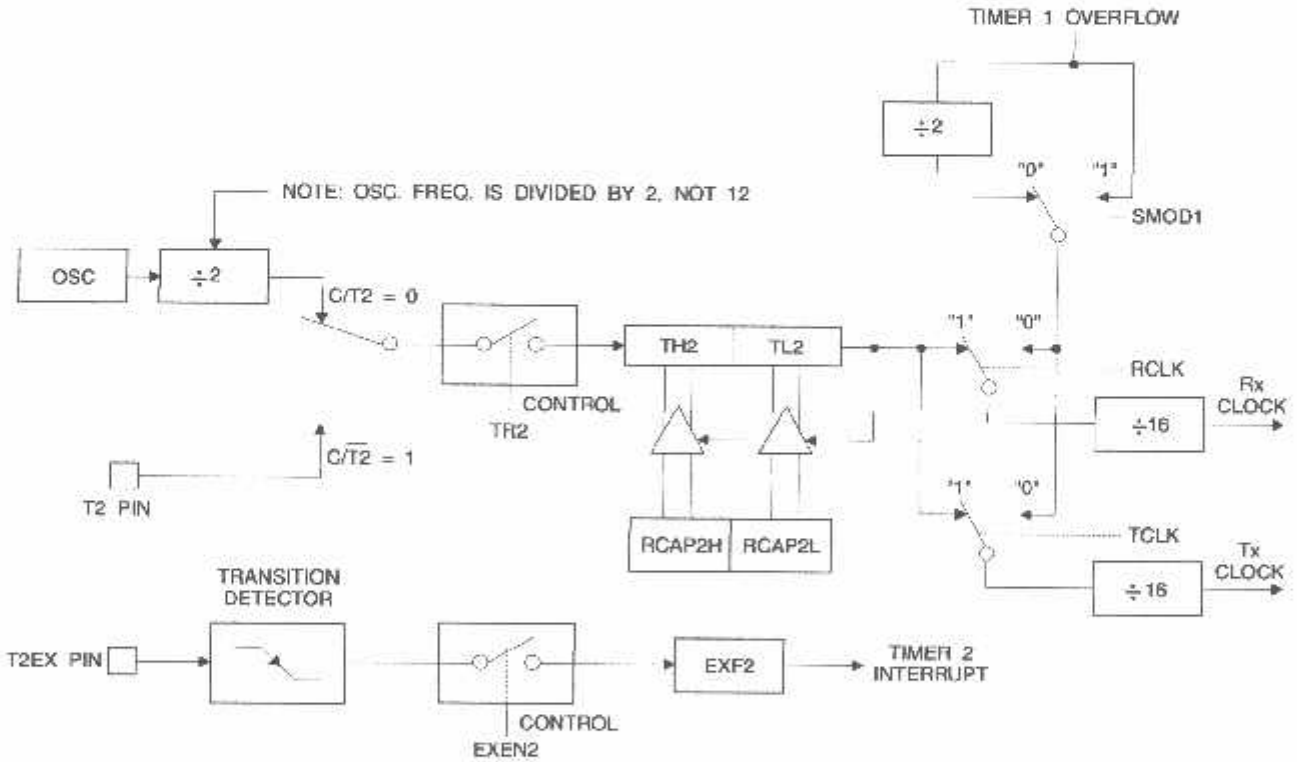 TIMER 1 OVERFLOW
÷2
"0" "1"
NOTE: OSC. FREQ. IS DIVIDED BY 2, NOT 12
SMOD1
OSC
÷2
C/T2 = 0
"1" "0"
TH2 TL2
RCLK
Rx
CLOCK
CONTROL
TR2
÷16
C/T2̅ = 1
T2 PIN
"1" "0"
RCAP2H RCAP2L
TCLK
Tx
CLOCK
TRANSITION
DETECTOR
÷16
T2EX PIN
EXF2
TIMER 2
INTERRUPT
CONTROL
EXEN2